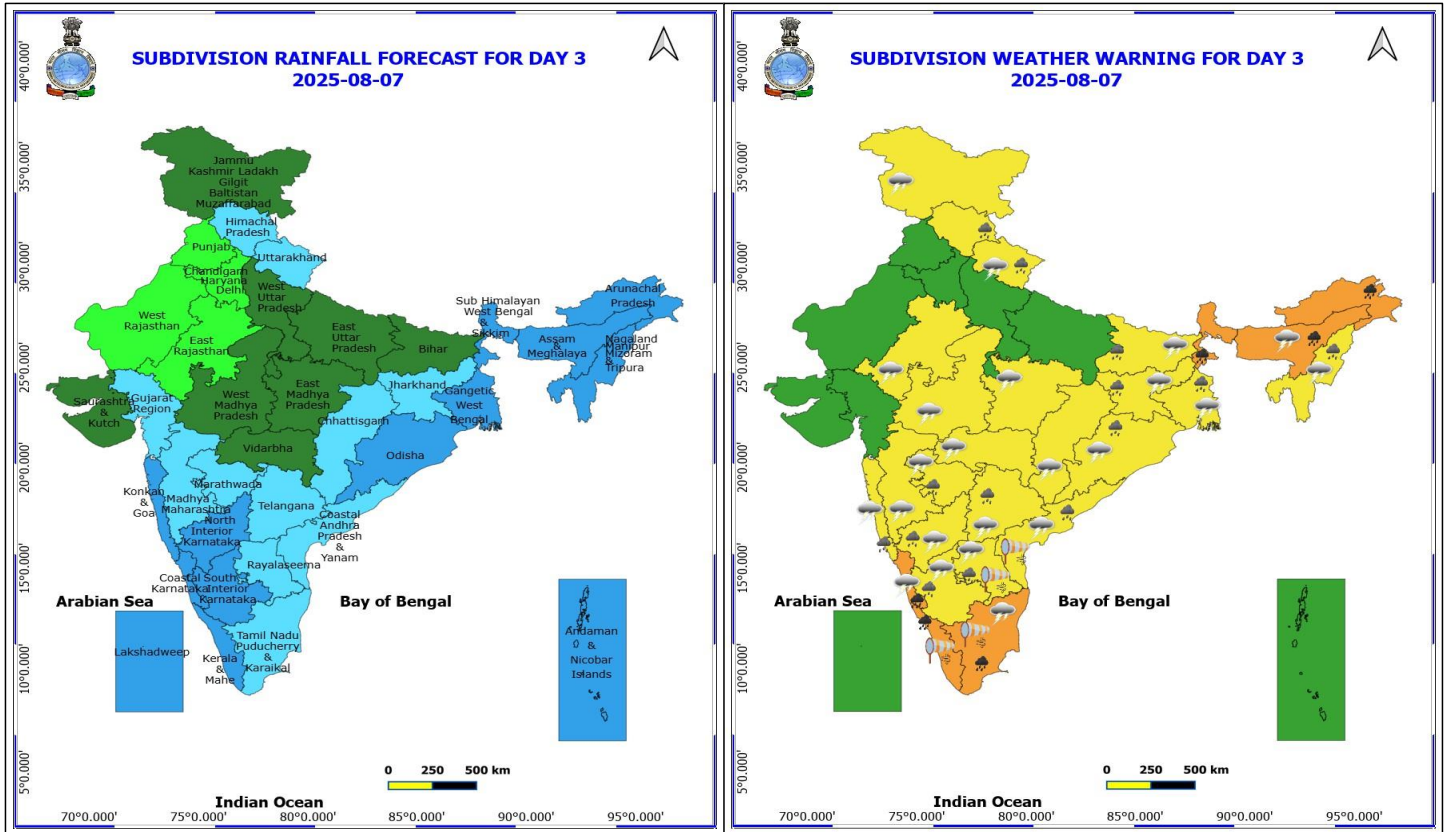 SUBDIVISION RAINFALL FORECAST FOR DAY 3
2025-08-07
40°0.000'
35°0.000'
30°0.000'
25°0.000'
20°0.000'
15°0.000'
10°0.000'
5°0.000'
Jammu
Kashmir Ladakh
Gilgit
Baltistan
Muzaffarabad
Himachal
Pradesh
Punjab
Uttarakhand
Chandigarh
Haryana
Delhi
West
Uttar
Pradesh
West
Rajasthan
East
Rajasthan
East
Uttar
Pradesh
Bihar
Sub Himalayan
West Bengal
&
Sikkim
Arunachal
Pradesh
Assam
&
Meghalaya
Nagaland
Manipur
Mizoram
&
Tripura
Saurashtra
&
Kutch
Gujarat
Region
West
Madhya
Pradesh
East
Madhya
Pradesh
Jharkhand
Gangetic
West
Bengal
Chhattisgarh
Vidarbha
Odisha
Konkan
&
Goa
Madhya
Maharashtra
Marathwada
Telangana
North
Interior
Karnataka
Coastal
Andhra
Pradesh
&
Yanam
Rayalaseema
Coastal
Karnataka
South
Interior
Karnataka
Arabian Sea
Bay of Bengal
Lakshadweep
Kerala
&
Mahe
Tamil Nadu
Puducherry
&
Karaikal
Andaman
&
Nicobar
Islands
0 250 500 km
Indian Ocean
70°0.000' 75°0.000' 80°0.000' 85°0.000' 90°0.000' 95°0.000'
SUBDIVISION WEATHER WARNING FOR DAY 3
2025-08-07
40°0.000'
35°0.000'
30°0.000'
25°0.000'
20°0.000'
15°0.000'
10°0.000'
5°0.000'
Arabian Sea
Bay of Bengal
0 250 500 km
Indian Ocean
70°0.000' 75°0.000' 80°0.000' 85°0.000' 90°0.000' 95°0.000'